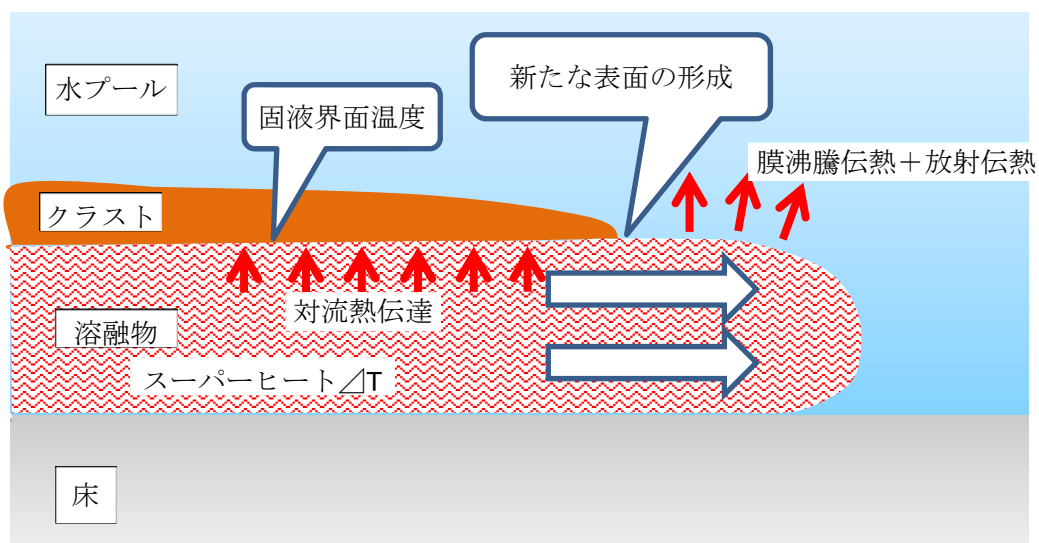 水プール
固液界面温度
新たな表面の形成
膜沸騰伝熱＋放射伝熱
クラスト
対流熱伝達
溶融物
スーパーヒート⊿T
床